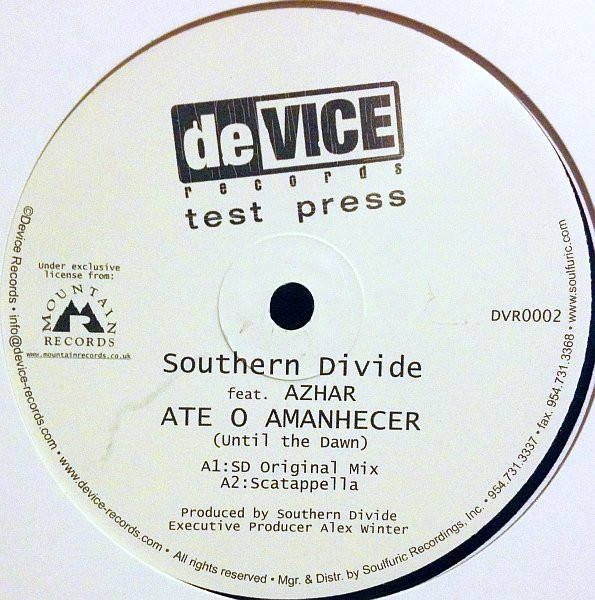 deVICE
records
test press
Under exclusive
license from:
MOUNTAIN
RECORDS
www.mountainrecords.co.uk
DVR0002
Southern Divide
feat. AZHAR
ATE O AMANHECER
(Until the Dawn)
A1:SD Original Mix
A2:Scatappella
Produced by Southern Divide
Executive Producer Alex Winter
©Device Records • info@device-records.com • www.device-records.com • All rights reserved • Mgr. & Distr. by Soulfuric Recordings, Inc. • 954.731.3337 • fax. 954.731.3368 • www.soulfuric.com